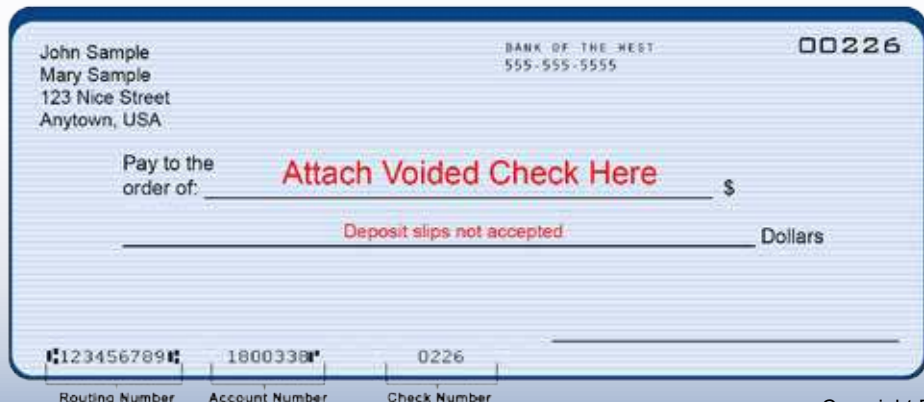 John Sample
Mary Sample
123 Nice Street
Anytown, USA
BANK OF THE WEST
555-555-5555
00226
Pay to the
order of: Attach Voided Check Here $
Deposit slips not accepted Dollars
⑆123456789⑆ 1800338⑈ 0226
Routing Number Account Number Check Number